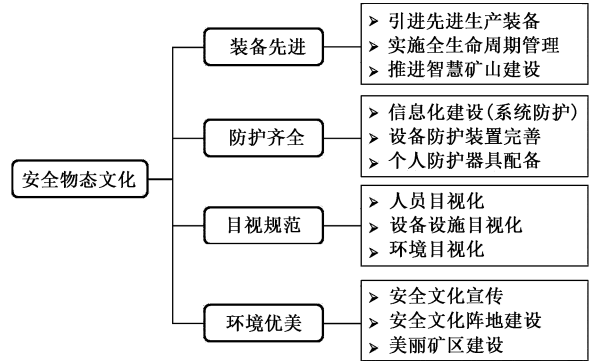 安全物态文化
装备先进
引进先进生产装备
实施全生命周期管理
推进智慧矿山建设
防护齐全
信息化建设(系统防护)
设备防护装置完善
个人防护器具配备
目视规范
人员目视化
设备设施目视化
环境目视化
环境优美
安全文化宣传
安全文化阵地建设
美丽矿区建设